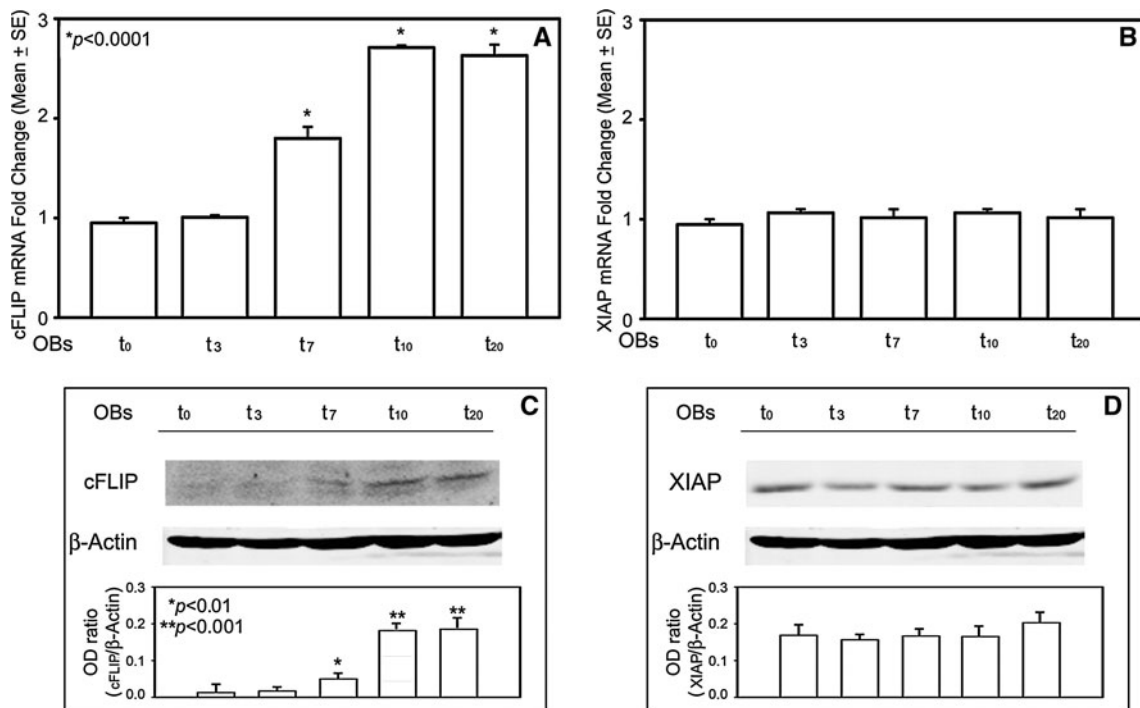 cFLIP mRNA Fold Change (Mean ± SE)
3
2
1
0
*p<0.0001
A
*
*
*
OBs t0 t3 t7 t10 t20
XIAP mRNA Fold Change (Mean ± SE)
3
2
1
0
B
OBs t0 t3 t7 t10 t20
OBs t0 t3 t7 t10 t20 C
cFLIP
β-Actin
OD ratio
(cFLIP/β-Actin)
0.3
0.2
0.1
0.0
*p<0.01
**p<0.001
*
**
**
OBs t0 t3 t7 t10 t20 D
XIAP
β-Actin
OD ratio
(XIAP/β-Actin)
0.3
0.2
0.1
0.0